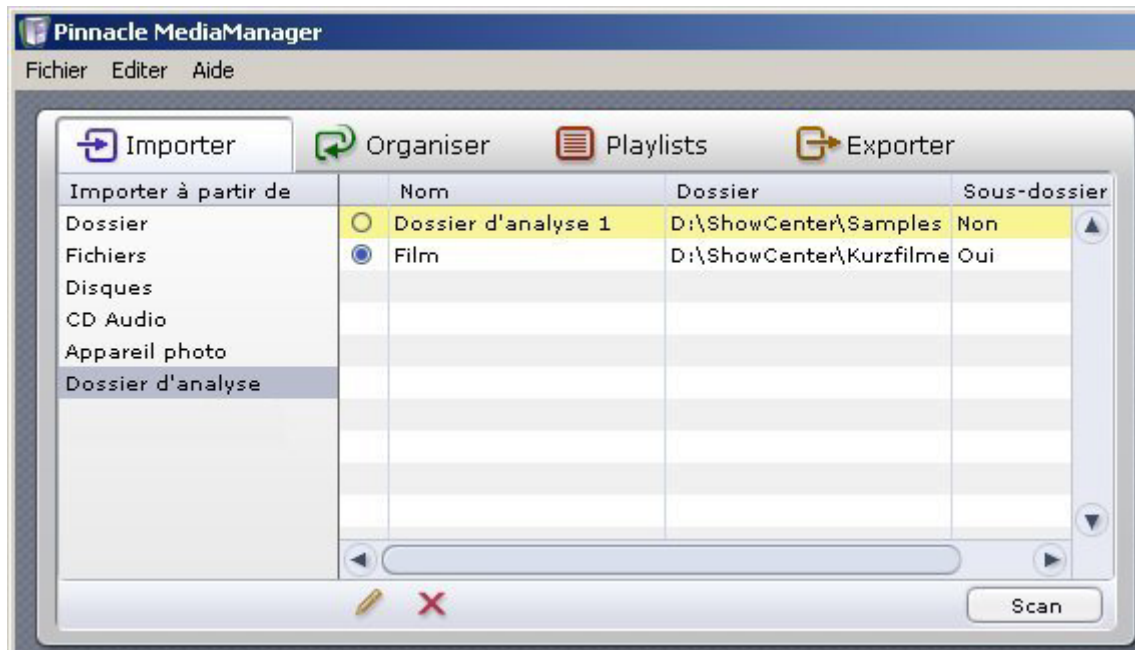 Pinnacle MediaManager
Fichier Editer Aide
Importer Organiser Playlists Exporter
Importer à partir de Nom Dossier Sous-dossier
Dossier Dossier d'analyse 1 D:\ShowCenter\Samples Non
Fichiers Film D:\ShowCenter\Kurzfilme Oui
Disques
CD Audio
Appareil photo
Dossier d'analyse
Scan